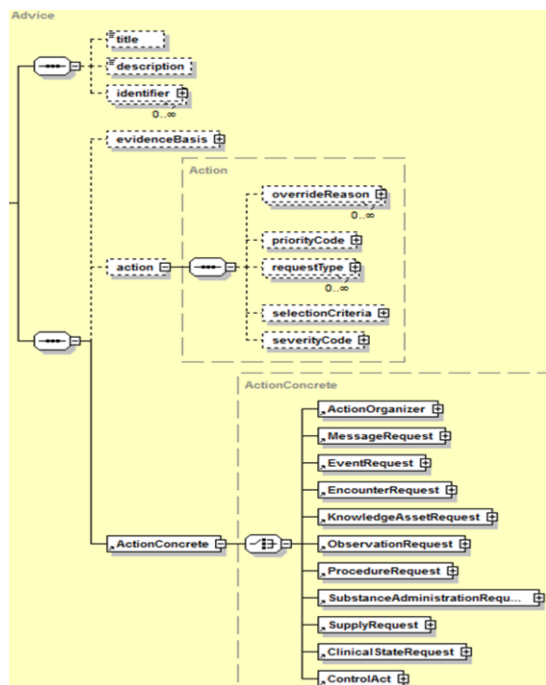 Advice
title
description
identifier
0..∞
evidenceBasis
Action
overrideReason
0..∞
priorityCode
action
requestType
0..∞
selectionCriteria
severityCode
ActionConcrete
ActionOrganizer
MessageRequest
EventRequest
EncounterRequest
KnowledgeAssetRequest
ActionConcrete
ObservationRequest
ProcedureRequest
SubstanceAdministrationRequ...
SupplyRequest
ClinicalStateRequest
ControlAct